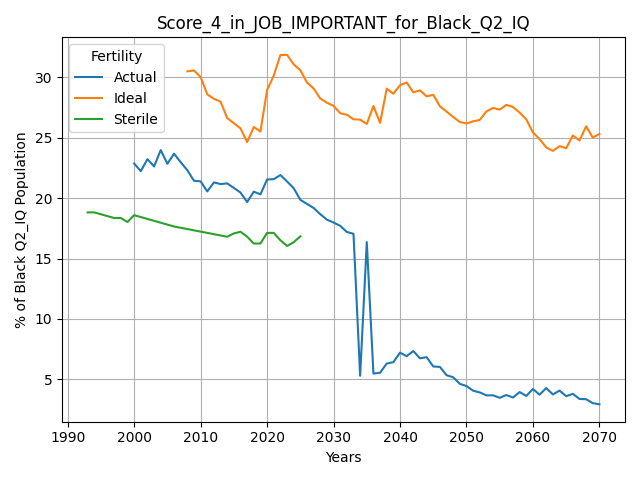 Score_4_in_JOB_IMPORTANT_for_Black_Q2_IQ
Fertility
Actual
Ideal
Sterile
% of Black Q2_IQ Population
30
25
20
15
10
5
1990 2000 2010 2020 2030 2040 2050 2060 2070
Years